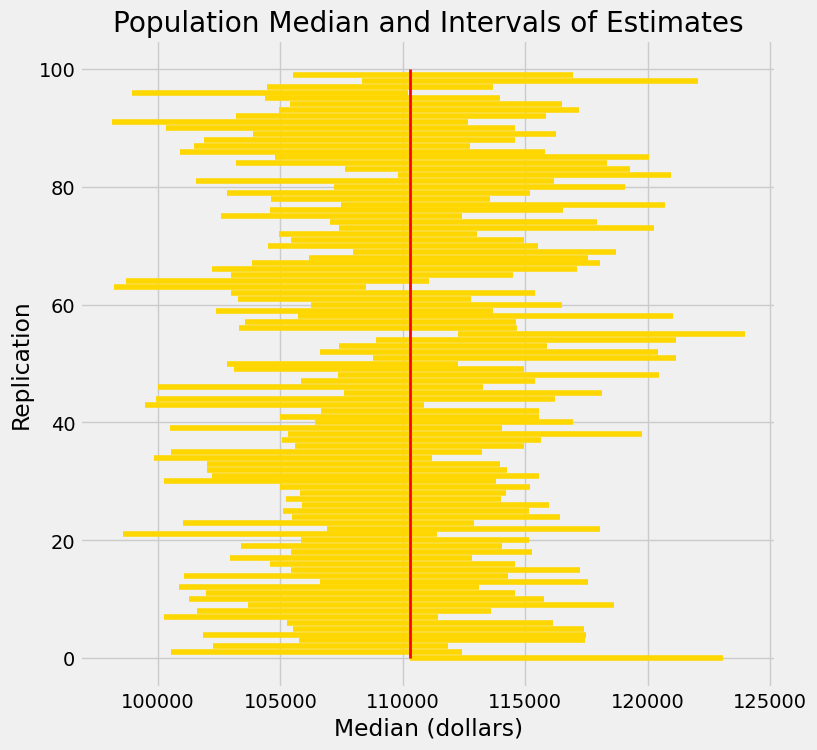 Population Median and Intervals of Estimates
100
80
60
40
20
0
Replication
100000 105000 110000 115000 120000 125000
Median (dollars)